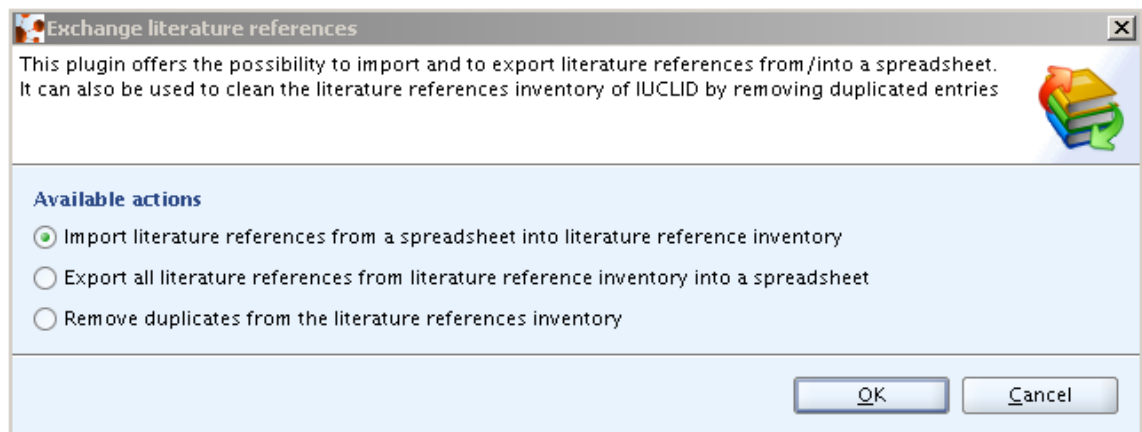 Exchange literature references
This plugin offers the possibility to import and to export literature references from/into a spreadsheet.
It can also be used to clean the literature references inventory of IUCLID by removing duplicated entries
Available actions
Import literature references from a spreadsheet into literature reference inventory
Export all literature references from literature reference inventory into a spreadsheet
Remove duplicates from the literature references inventory
OK Cancel